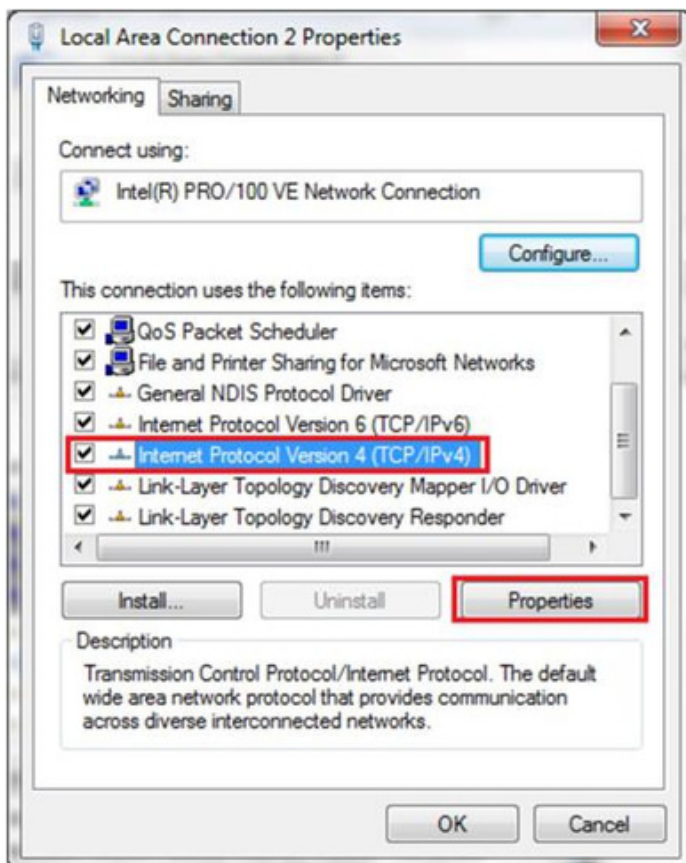 Local Area Connection 2 Properties
Networking
Sharing
Connect using:
Intel(R) PRO/100 VE Network Connection
Configure...
This connection uses the following items:
QoS Packet Scheduler
File and Printer Sharing for Microsoft Networks
General NDIS Protocol Driver
Internet Protocol Version 6 (TCP/IPv6)
Internet Protocol Version 4 (TCP/IPv4)
Link-Layer Topology Discovery Mapper I/O Driver
Link-Layer Topology Discovery Responder
Install...
Uninstall
Properties
Description
Transmission Control Protocol/Internet Protocol. The default
wide area network protocol that provides communication
across diverse interconnected networks.
OK
Cancel